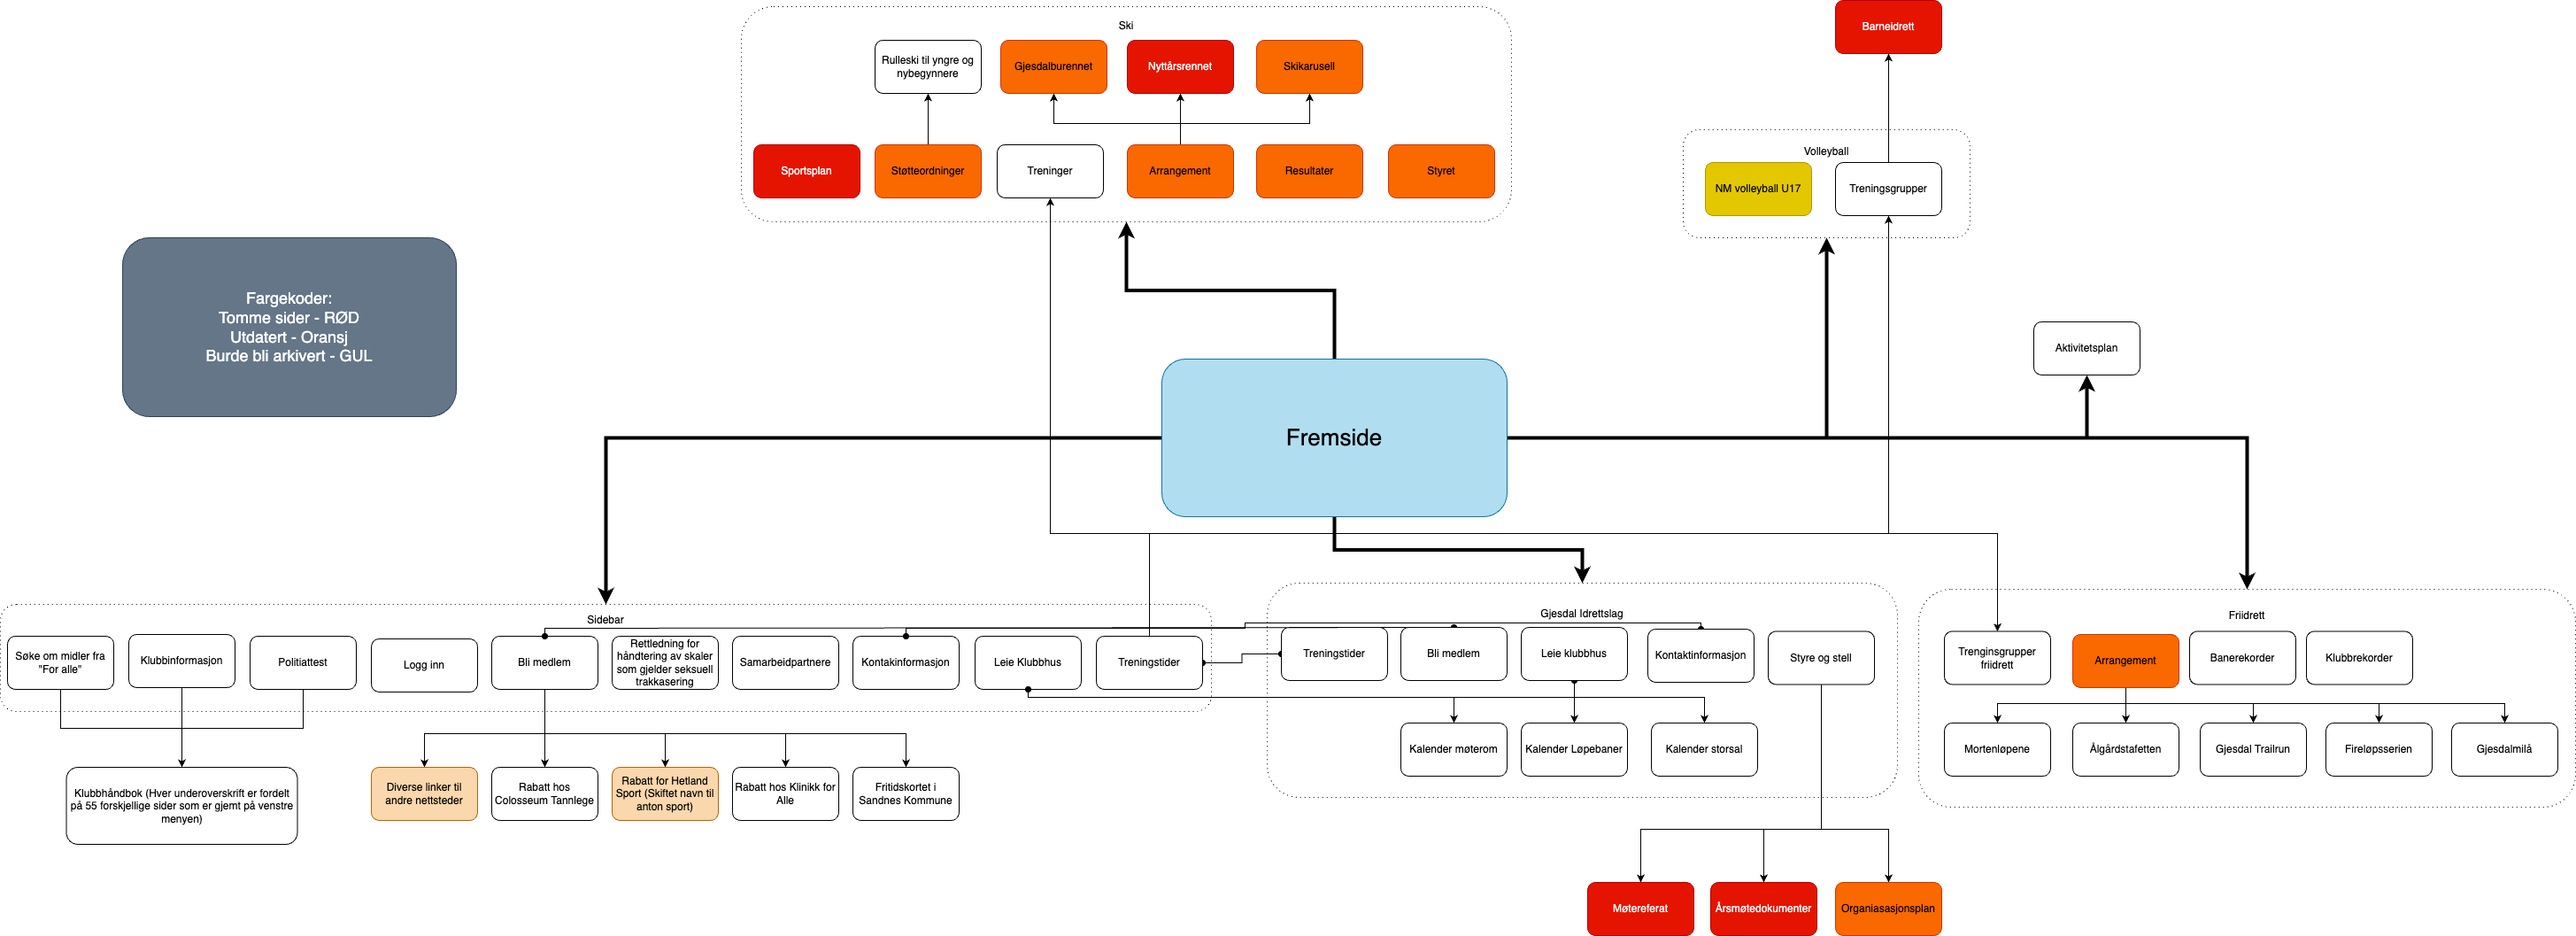 Ski
Rulleski til yngre og
nybegynnere
Gjesdalburennet
Nyttårsrennet
Skikarusell
Sportsplan
Støtteordninger
Treninger
Arrangement
Resultater
Styret
Barneidrett
Volleyball
NM volleyball U17
Treningsgrupper
Fargekoder:
Tomme sider - RØD
Utdatert - Oransj
Burde bli arkivert - GUL
Aktivitetsplan
Fremside
Sidebar
Søke om midler fra
"For alle"
Klubbinformasjon
Politiattest
Logg inn
Bli medlem
Rettledning for
håndtering av skaler
som gjelder seksuell
trakkasering
Samarbeidpartnere
Kontakinformasjon
Leie Klubbhus
Treningstider
Klubbhåndbok (Hver underoverskrift er fordelt
på 55 forskjellige sider som er gjemt på venstre
menyen)
Diverse linker til
andre nettsteder
Rabatt hos
Colosseum Tannlege
Rabatt for Hetland
Sport (Skiftet navn til
anton sport)
Rabatt hos Klinikk for
Alle
Fritidskortet i
Sandnes Kommune
Gjesdal Idrettslag
Treningstider
Bli medlem
Leie klubbhus
Kontaktinformasjon
Styre og stell
Kalender møterom
Kalender Løpebaner
Kalender storsal
Møtereferat
Årsmøtedokumenter
Organiasasjonsplan
Friidrett
Trenginsgrupper
friidrett
Arrangement
Banerekorder
Klubbrekorder
Mortenløpene
Ålgårdstafetten
Gjesdal Trailrun
Fireløpsserien
Gjesdalmilå